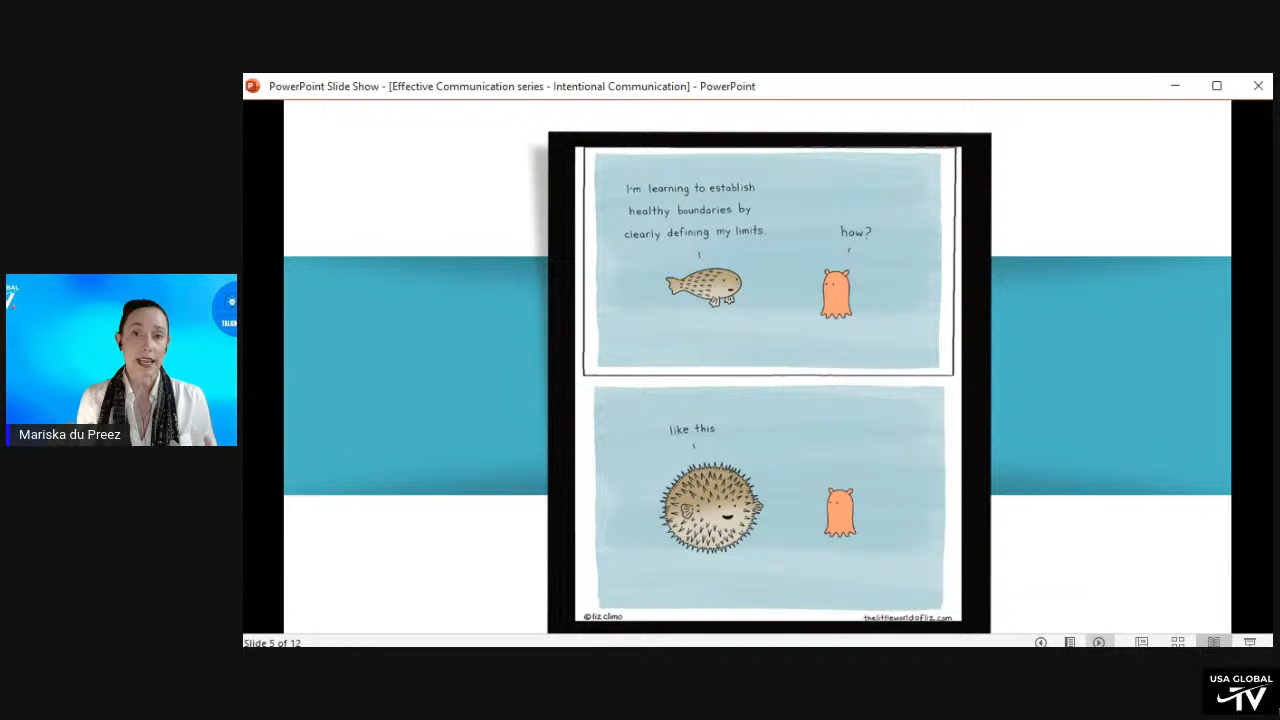 PowerPoint Slide Show - [Effective Communication series - Intentional Communication] - PowerPoint
I'm learning to establish
healthy boundaries by
clearly defining my limits.
how?
like this
©liz climo
thelittleworldofliz.com
Slide 5 of 12
TALKIN
Mariska du Preez
USA GLOBAL
TV